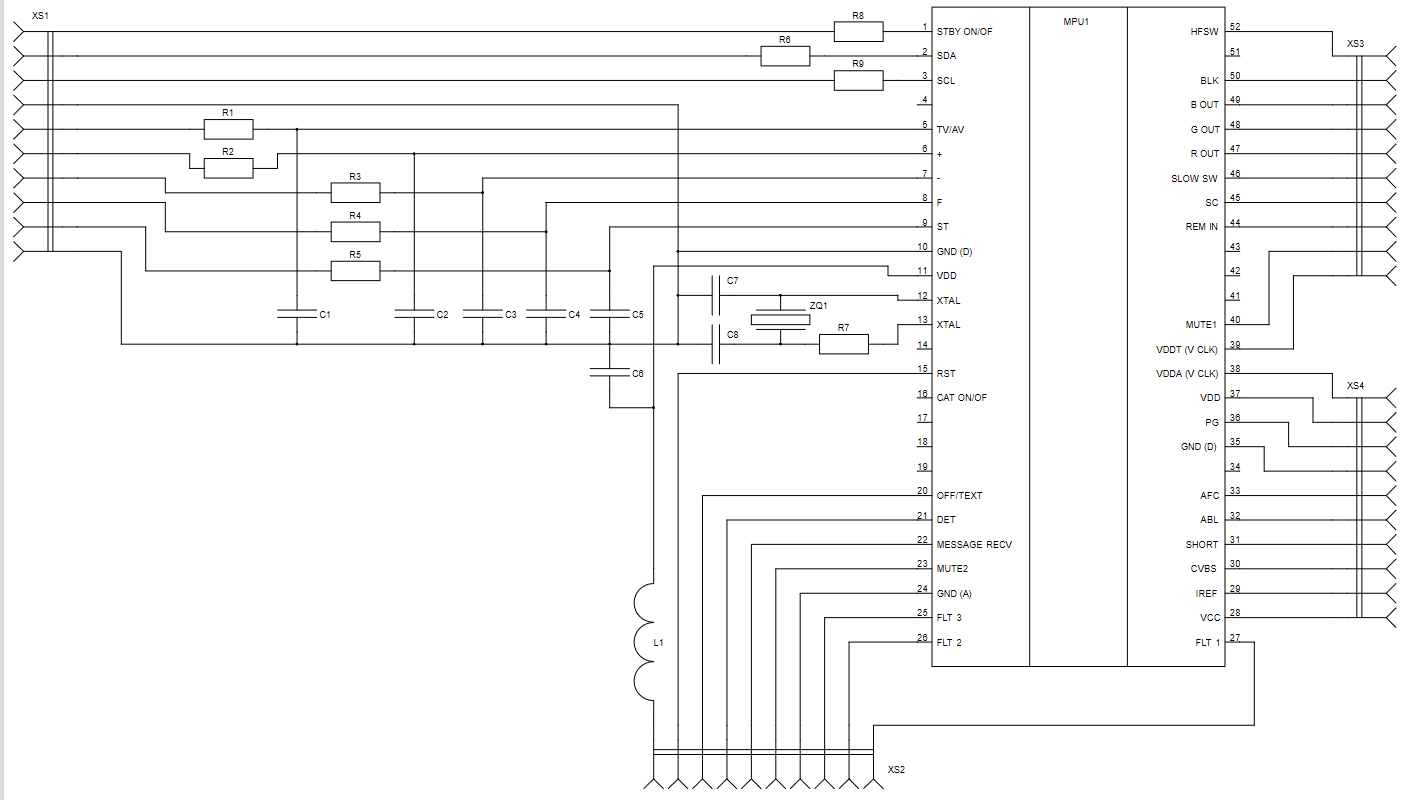 XS1
R8
R6
R9
R1
R2
R3
R4
R5
C1
C2
C3
C4
C5
C6
C7
C8
ZQ1
R7
L1
XS2
MPU1
1 STBY ON/OF
2 SDA
3 SCL
4
5 TV/AV
6 +
7 -
8 F
9 ST
10 GND (D)
11 VDD
12 XTAL
13 XTAL
14
15 RST
16 CAT ON/OF
17
18
19
20 OFF/TEXT
21 DET
22 MESSAGE RECV
23 MUTE2
24 GND (A)
25 FLT 3
26 FLT 2
HFSW 52
51
BLK 50
B OUT 49
G OUT 48
R OUT 47
SLOW SW 46
SC 45
REM IN 44
43
42
41
MUTE1 40
VDDT (V CLK) 39
VDDA (V CLK) 38
VDD 37
PG 36
GND (D) 35
34
AFC 33
ABL 32
SHORT 31
CVBS 30
IREF 29
VCC 28
FLT 1 27
XS3
XS4